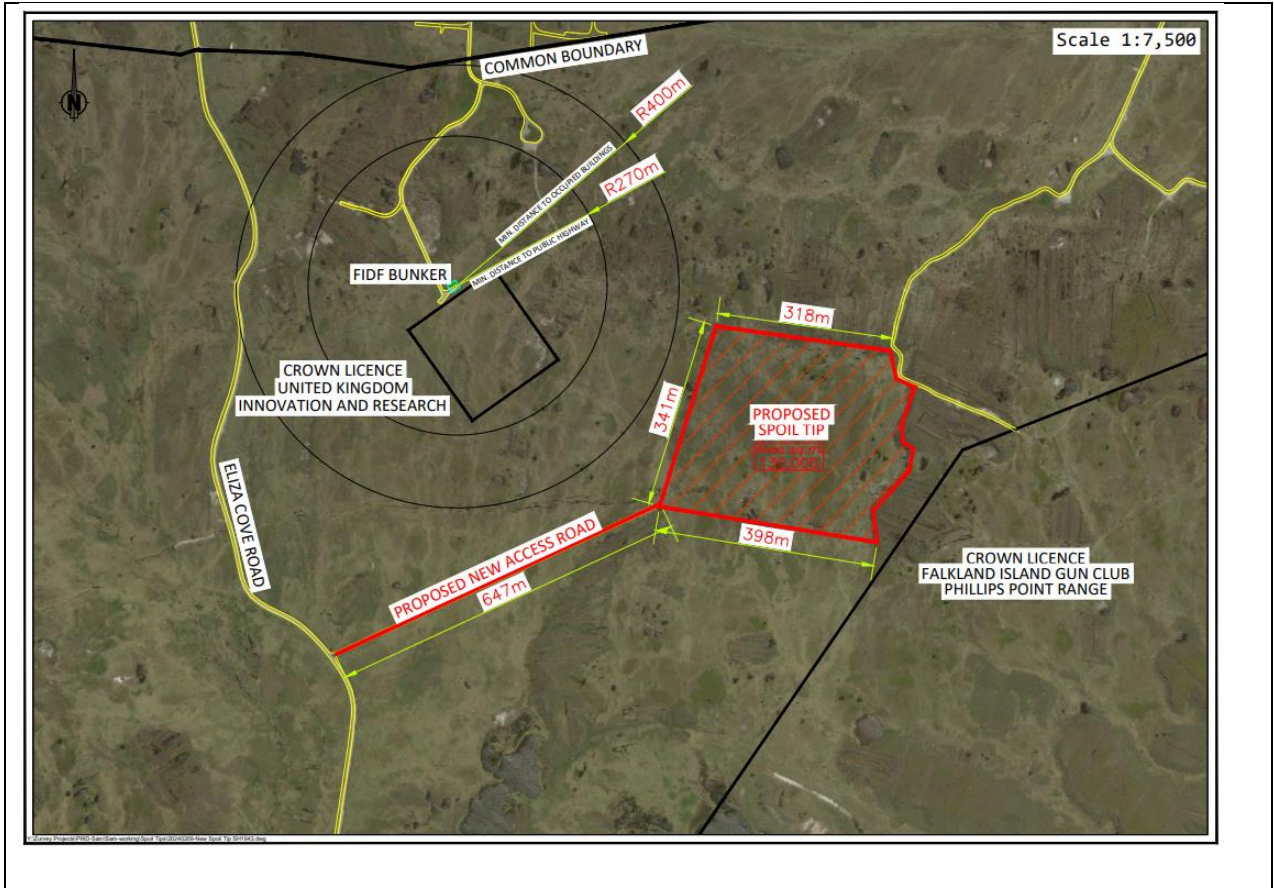 Scale 1:7,500
COMMON BOUNDARY
N
R400m
MIN. DISTANCE TO OCCUPIED BUILDINGS
R270m
MIN. DISTANCE TO PUBLIC HIGHWAY
FIDF BUNKER
318m
CROWN LICENCE
UNITED KINGDOM
INNOVATION AND RESEARCH
341m
PROPOSED
SPOIL TIP
ELIZA COVE ROAD
PROPOSED NEW ACCESS ROAD
647m
398m
CROWN LICENCE
FALKLAND ISLAND GUN CLUB
PHILLIPS POINT RANGE